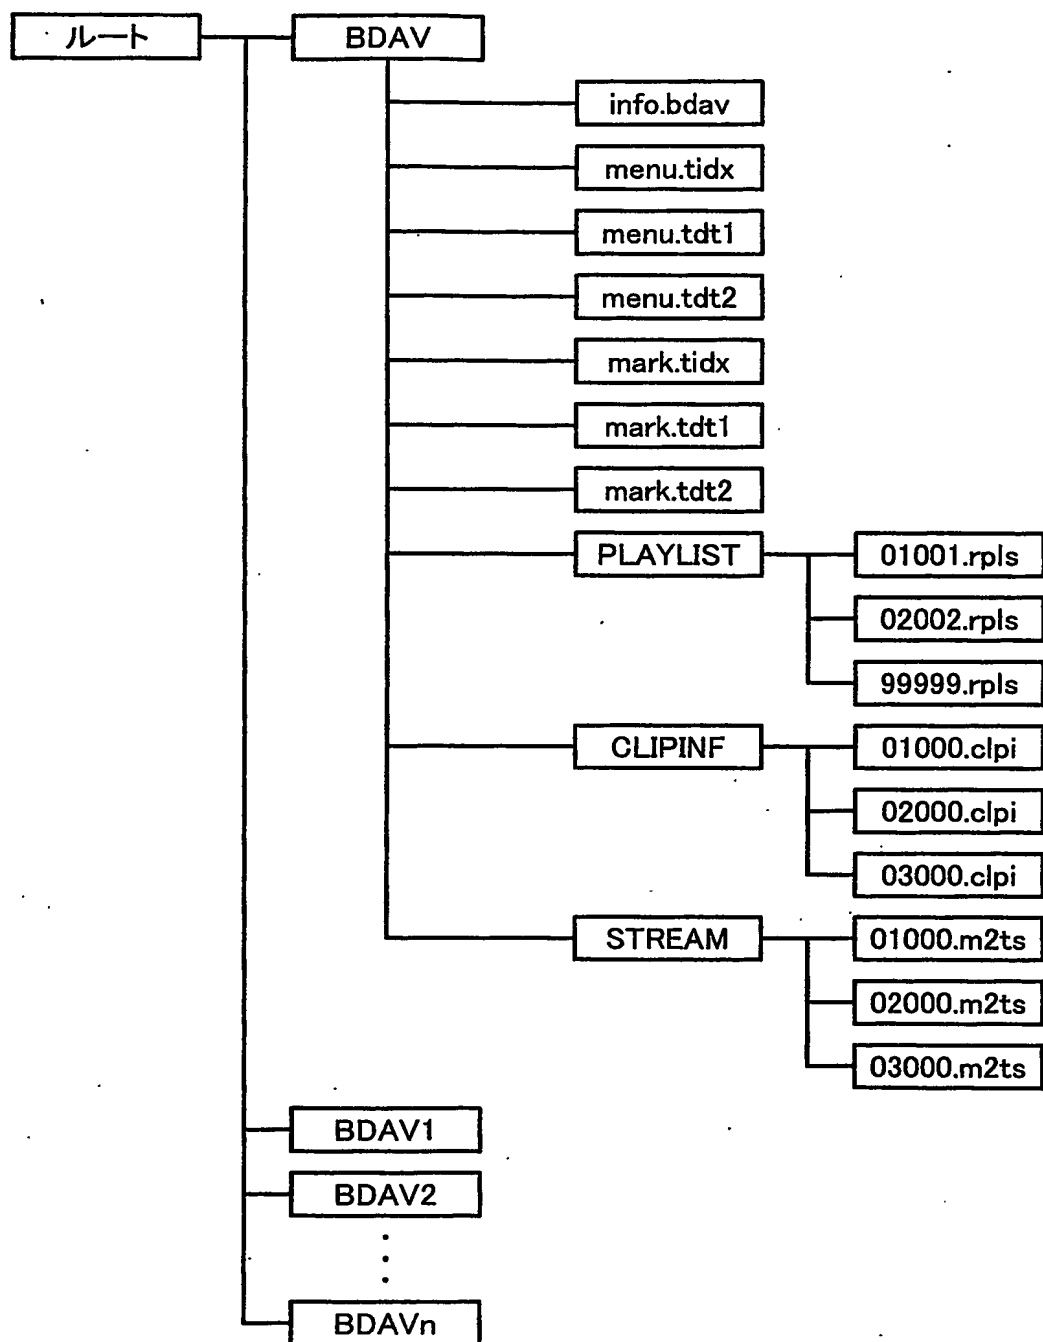 ルート
BDAV
info.bdav
menu.tidx
menu.tdt1
menu.tdt2
mark.tidx
mark.tdt1
mark.tdt2
PLAYLIST
01001.rpls
02002.rpls
99999.rpls
CLIPINF
01000.clpi
02000.clpi
03000.clpi
STREAM
01000.m2ts
02000.m2ts
03000.m2ts
BDAV1
BDAV2
BDAVn